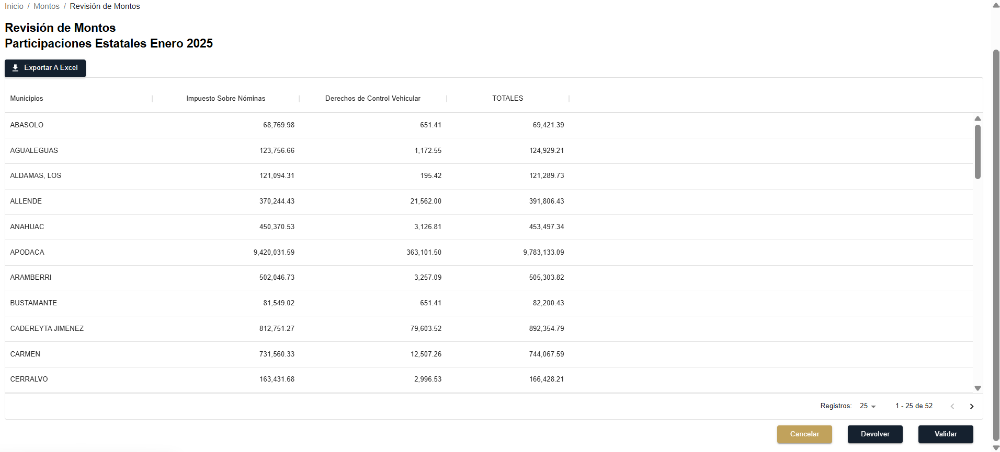 Inicio / Montos / Revisión de Montos
Revisión de Montos
Participaciones Estatales Enero 2025
Exportar A Excel
Municipios | Impuesto Sobre Nóminas | Derechos de Control Vehicular | TOTALES |
ABASOLO 68,769.98 651.41 69,421.39
AGUALEGUAS 123,756.66 1,172.55 124,929.21
ALDAMAS, LOS 121,094.31 195.42 121,289.73
ALLENDE 370,244.43 21,562.00 391,806.43
ANAHUAC 450,370.53 3,126.81 453,497.34
APODACA 9,420,031.59 363,101.50 9,783,133.09
ARAMBERRI 502,046.73 3,257.09 505,303.82
BUSTAMANTE 81,549.02 651.41 82,200.43
CADEREYTA JIMENEZ 812,751.27 79,603.52 892,354.79
CARMEN 731,560.33 12,507.26 744,067.59
CERRALVO 163,431.68 2,996.53 166,428.21
Registros: 25 1 - 25 de 52
Cancelar Devolver Validar